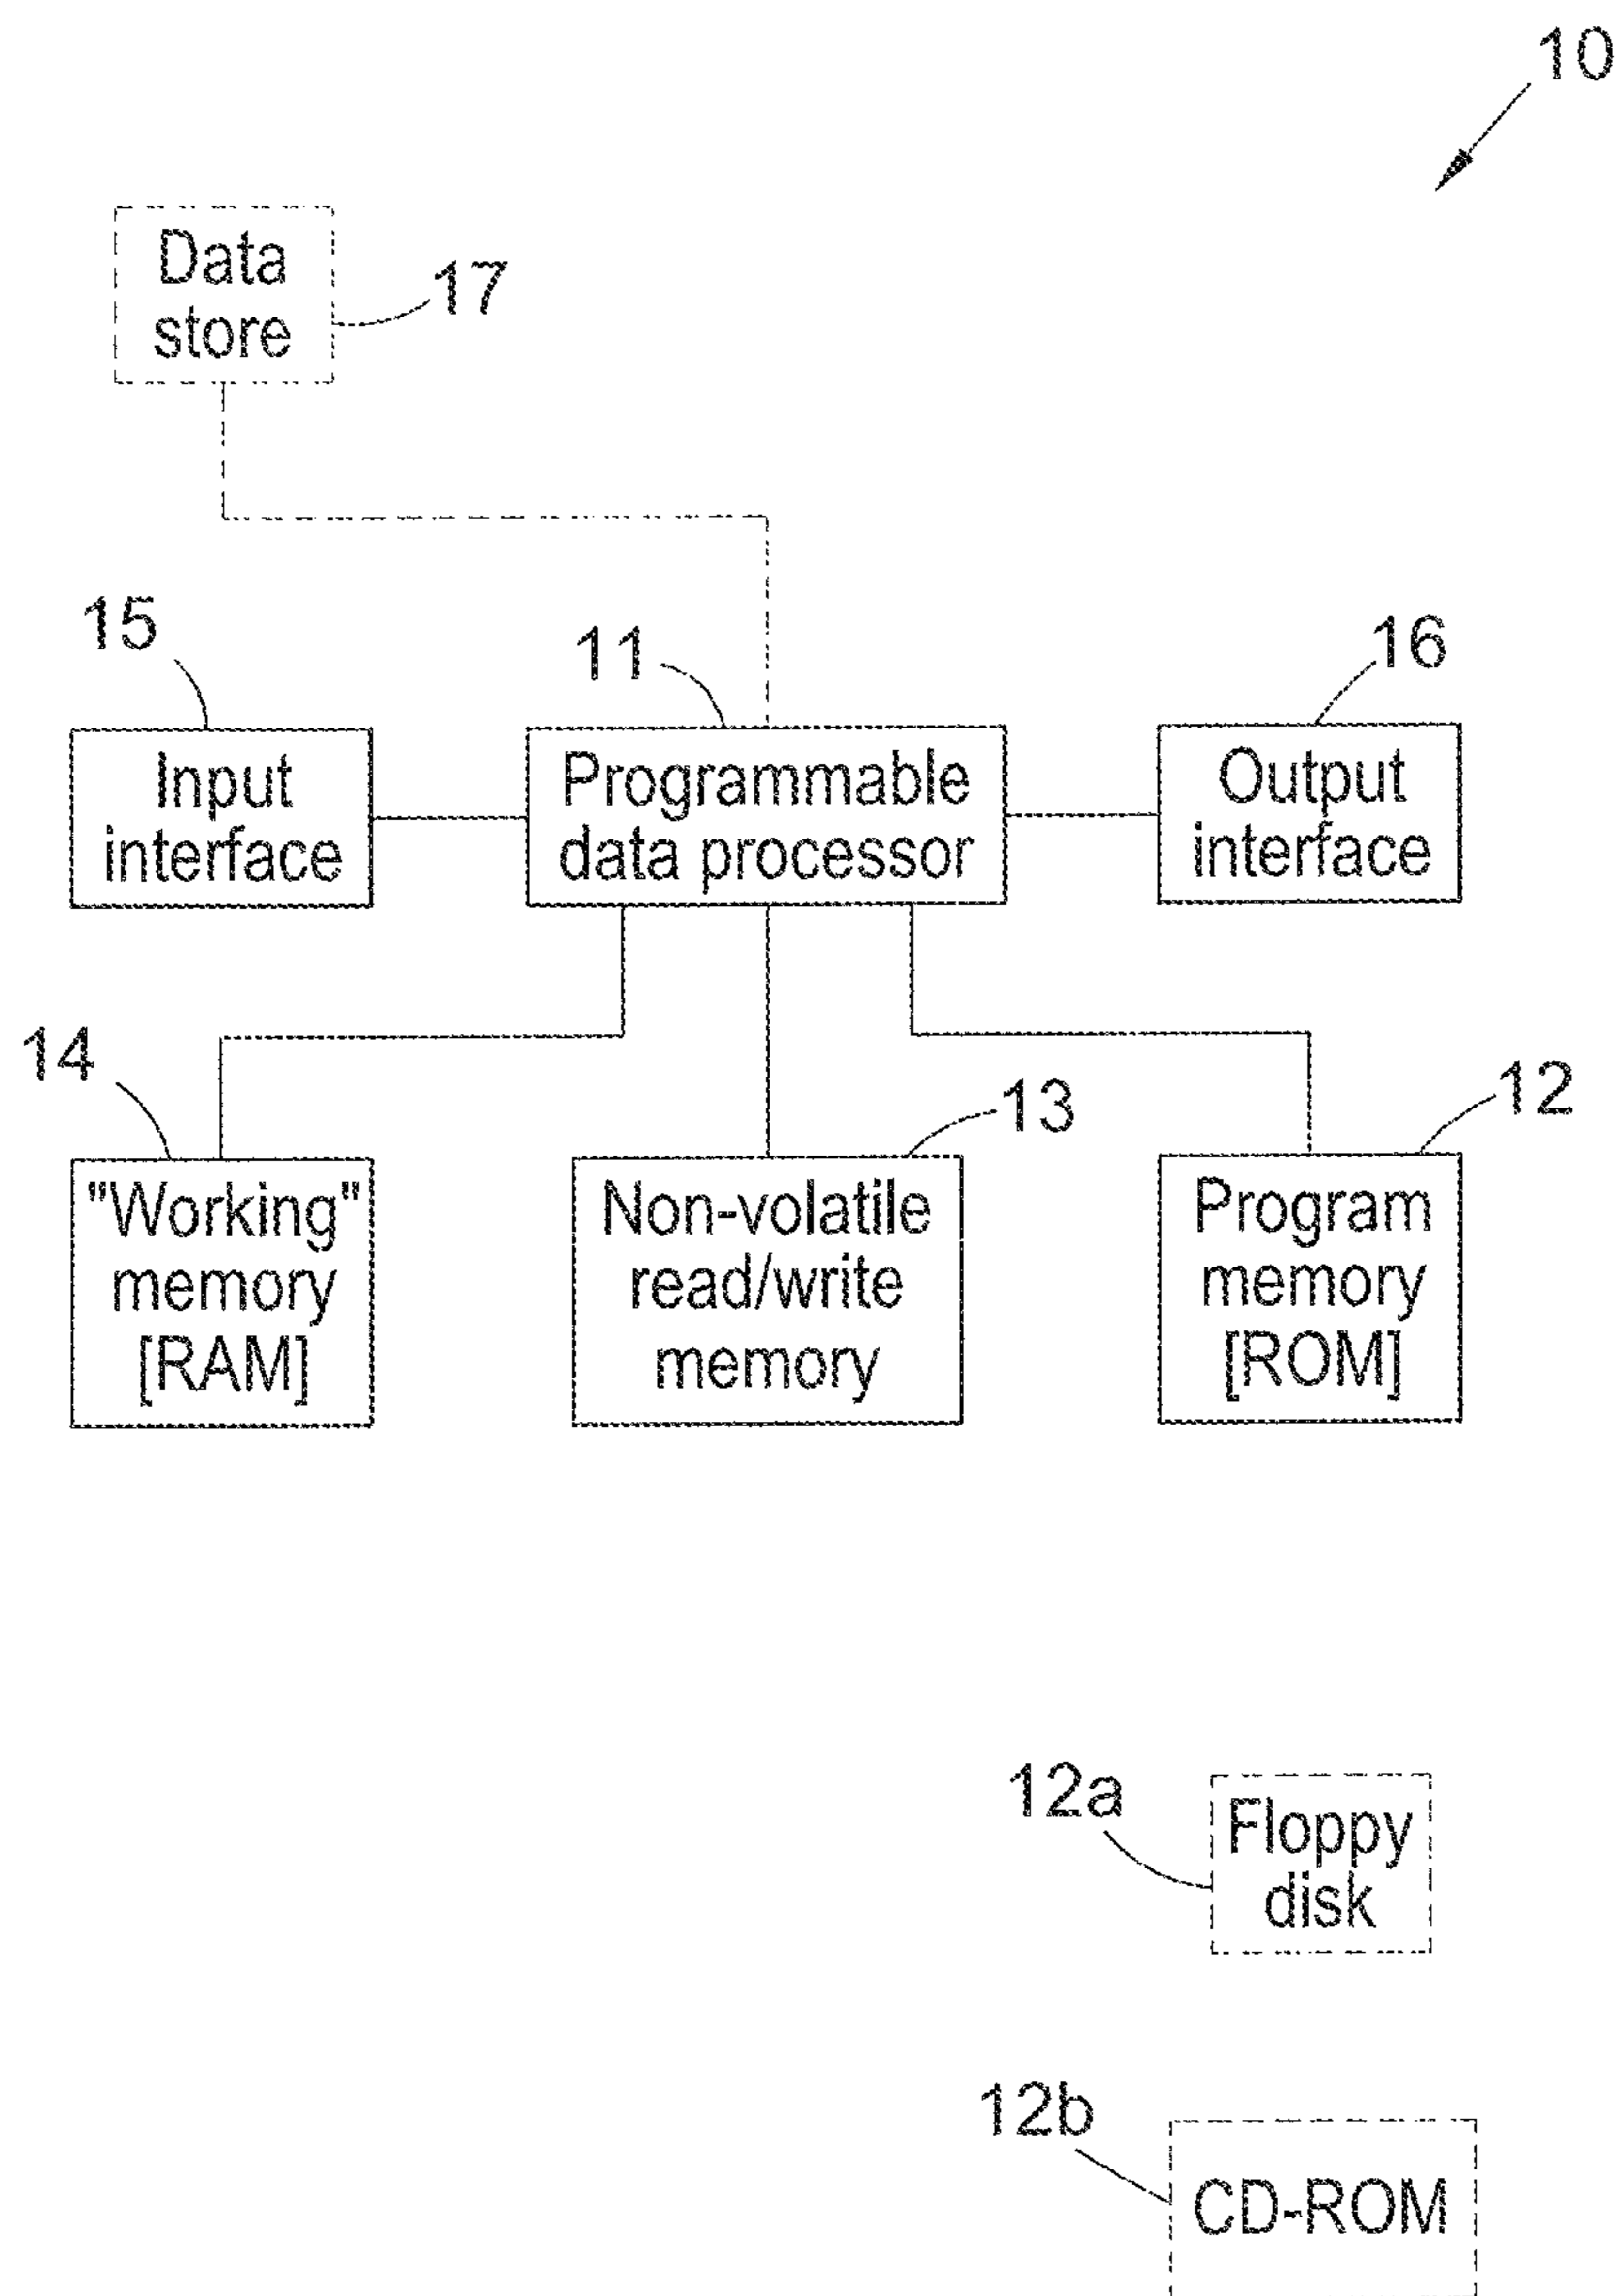 10
Data
store
17
15
11
16
Input
interface
Programmable
data processor
Output
interface
14
13
12
"Working"
memory
[RAM]
Non-volatile
read/write
memory
Program
memory
[ROM]
12a
Floppy
disk
12b
CD-ROM